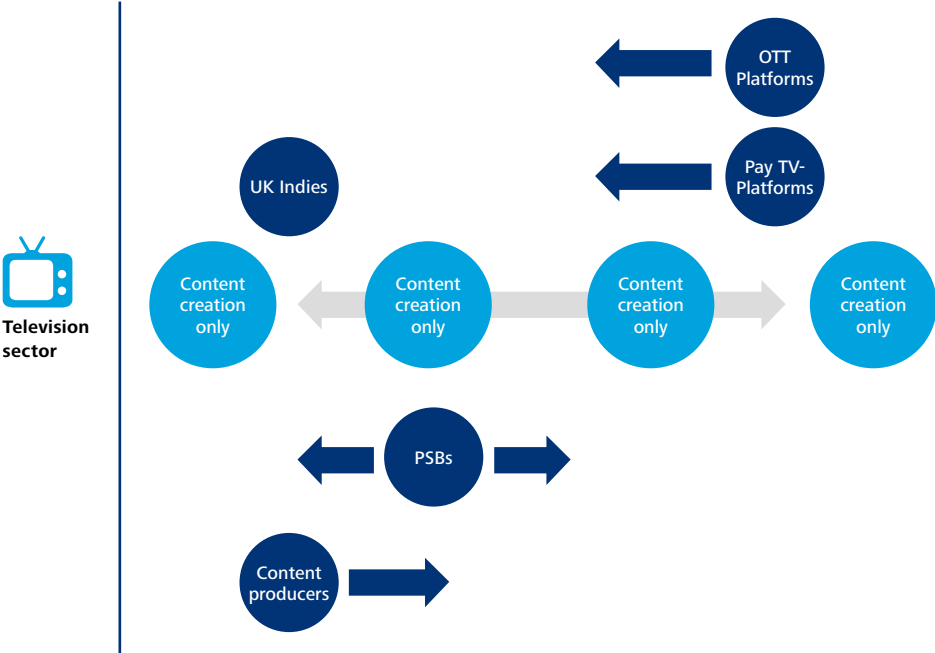 OTT
Platforms
Pay TV-
Platforms
UK Indies
Television
sector
Content
creation
only
Content
creation
only
Content
creation
only
Content
creation
only
PSBs
Content
producers